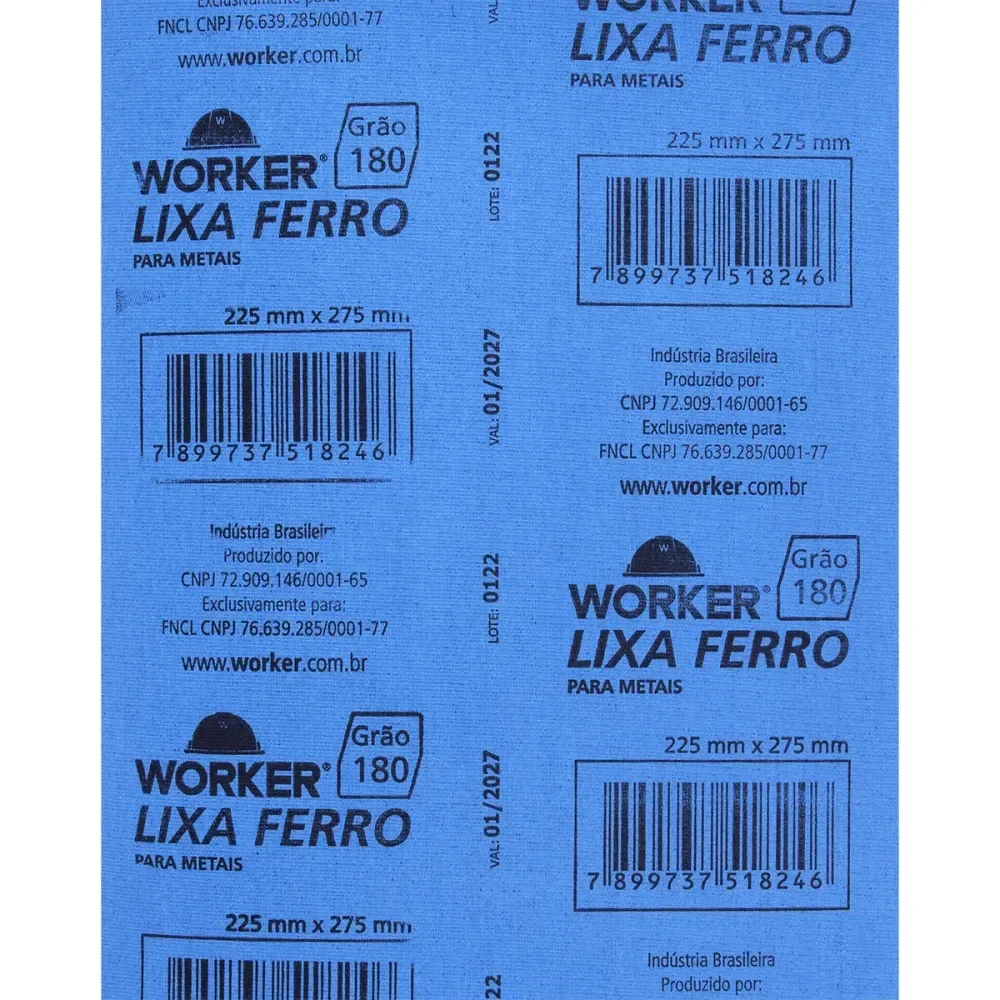 Exclusivamente para:
FNCL CNPJ 76.639.285/0001-77
www.worker.com.br
W
WORKER®
Grão
180
LIXA FERRO
PARA METAIS
225 mm x 275 mm
7 899737 518246
Indústria Brasileira
Produzido por:
CNPJ 72.909.146/0001-65
Exclusivamente para:
FNCL CNPJ 76.639.285/0001-77
www.worker.com.br
W
WORKER®
Grão
180
LIXA FERRO
PARA METAIS
225 mm x 275 mm
VAL:
LOTE: 0122
VAL: 01/2027
LOTE: 0122
VAL: 01/2027
22
WORKER
180
LIXA FERRO
PARA METAIS
225 mm x 275 mm
7 899737 518246
Indústria Brasileira
Produzido por:
CNPJ 72.909.146/0001-65
Exclusivamente para:
FNCL CNPJ 76.639.285/0001-77
www.worker.com.br
W
WORKER®
Grão
180
LIXA FERRO
PARA METAIS
225 mm x 275 mm
7 899737 518246
Indústria Brasileira
Produzido por: